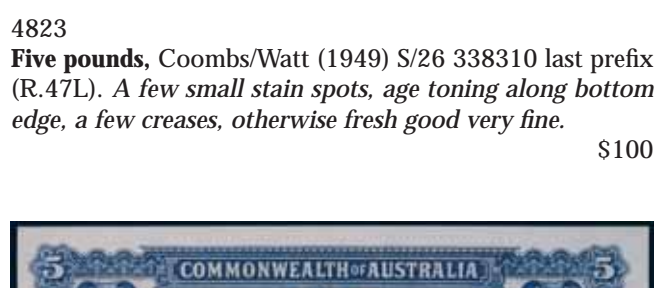 4823
Five pounds, Coombs/Watt (1949) S/26 338310 last prefix
(R.47L). A few small stain spots, age toning along bottom
edge, a few creases, otherwise fresh good very fine.
$100
5 COMMONWEALTH OF AUSTRALIA 5